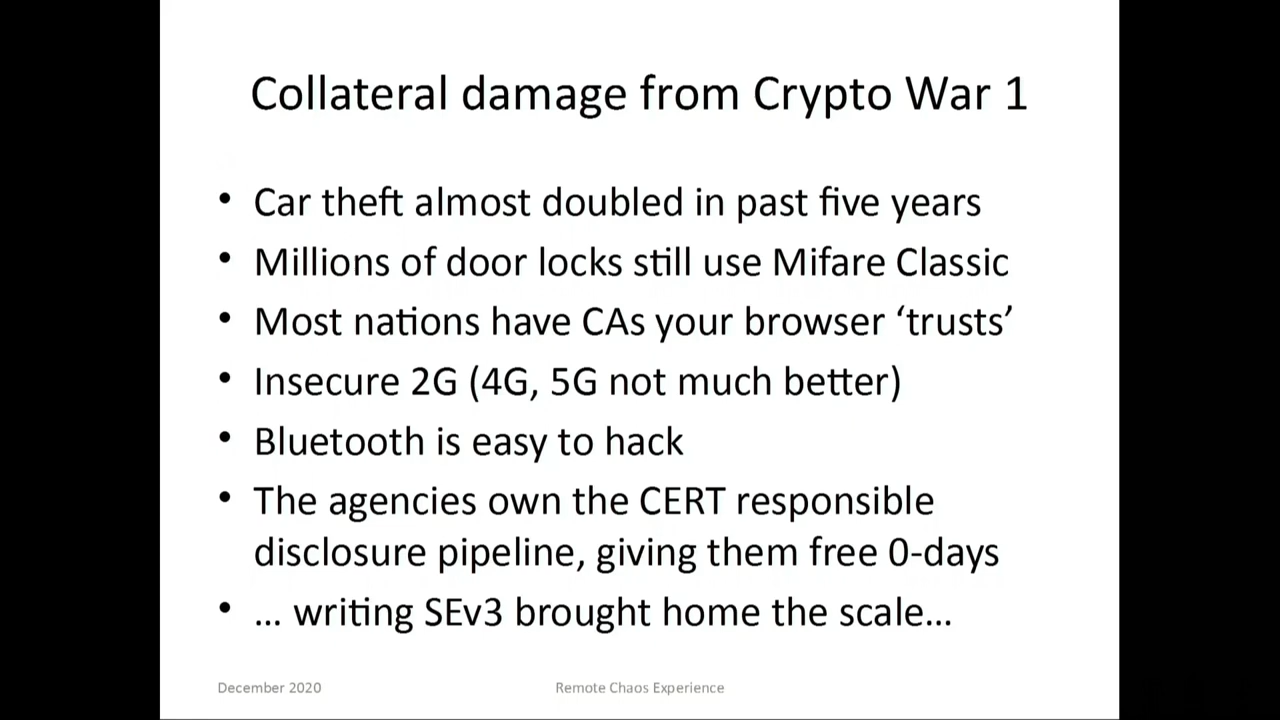 Collateral damage from Crypto War 1
• Car theft almost doubled in past five years
• Millions of door locks still use Mifare Classic
• Most nations have CAs your browser ‘trusts’
• Insecure 2G (4G, 5G not much better)
• Bluetooth is easy to hack
• The agencies own the CERT responsible
disclosure pipeline, giving them free 0-days
• … writing SEv3 brought home the scale…
December 2020
Remote Chaos Experience